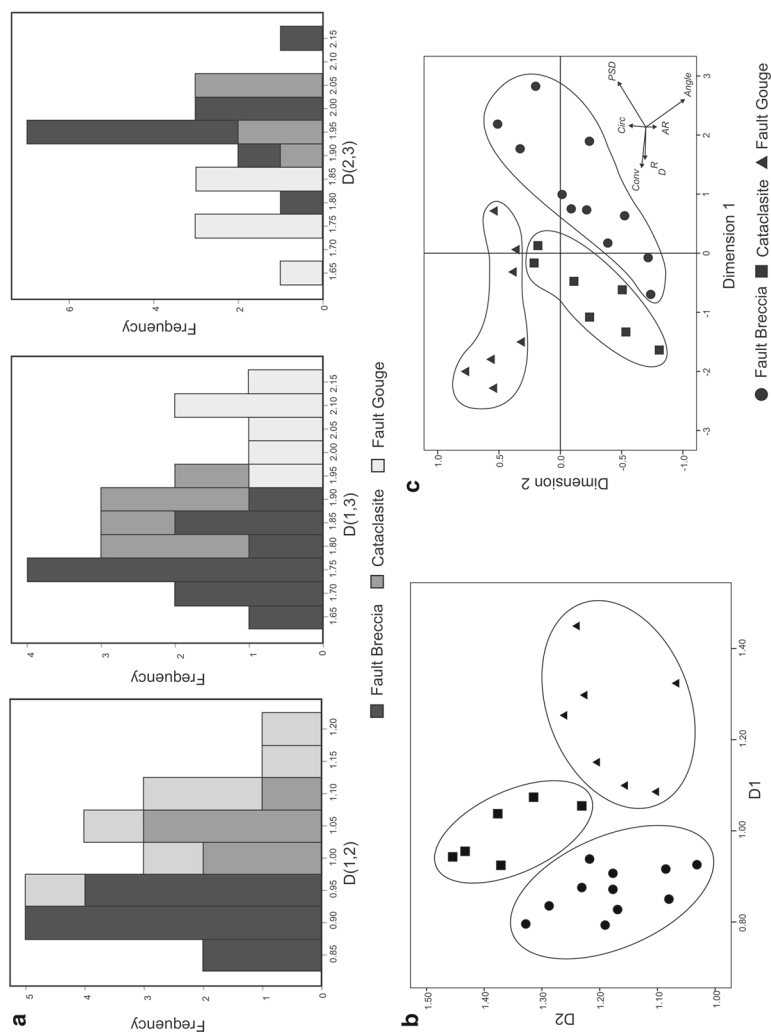 a
Frequency
5
4
3
2
1
0
0.85 0.90 0.95 1.00 1.05 1.10 1.15 1.20
D(1,2)
Frequency
4
3
2
1
0
1.65 1.70 1.75 1.80 1.85 1.90 1.95 2.00 2.05 2.10 2.15
D(1,3)
Frequency
6
4
2
0
1.65 1.70 1.75 1.80 1.85 1.90 1.95 2.00 2.05 2.10 2.15
D(2,3)
Fault Breccia Cataclasite Fault Gouge
b
D2
1.50
1.40
1.30
1.20
1.10
1.00
0.80 1.00 1.20 1.40
D1
c
Dimension 2
1.0
0.5
0.0
-0.5
-1.0
PSD
Circ
Conv
R
D
AR
Angle
-3 -2 -1 0 1 2 3
Dimension 1
Fault Breccia Cataclasite Fault Gouge